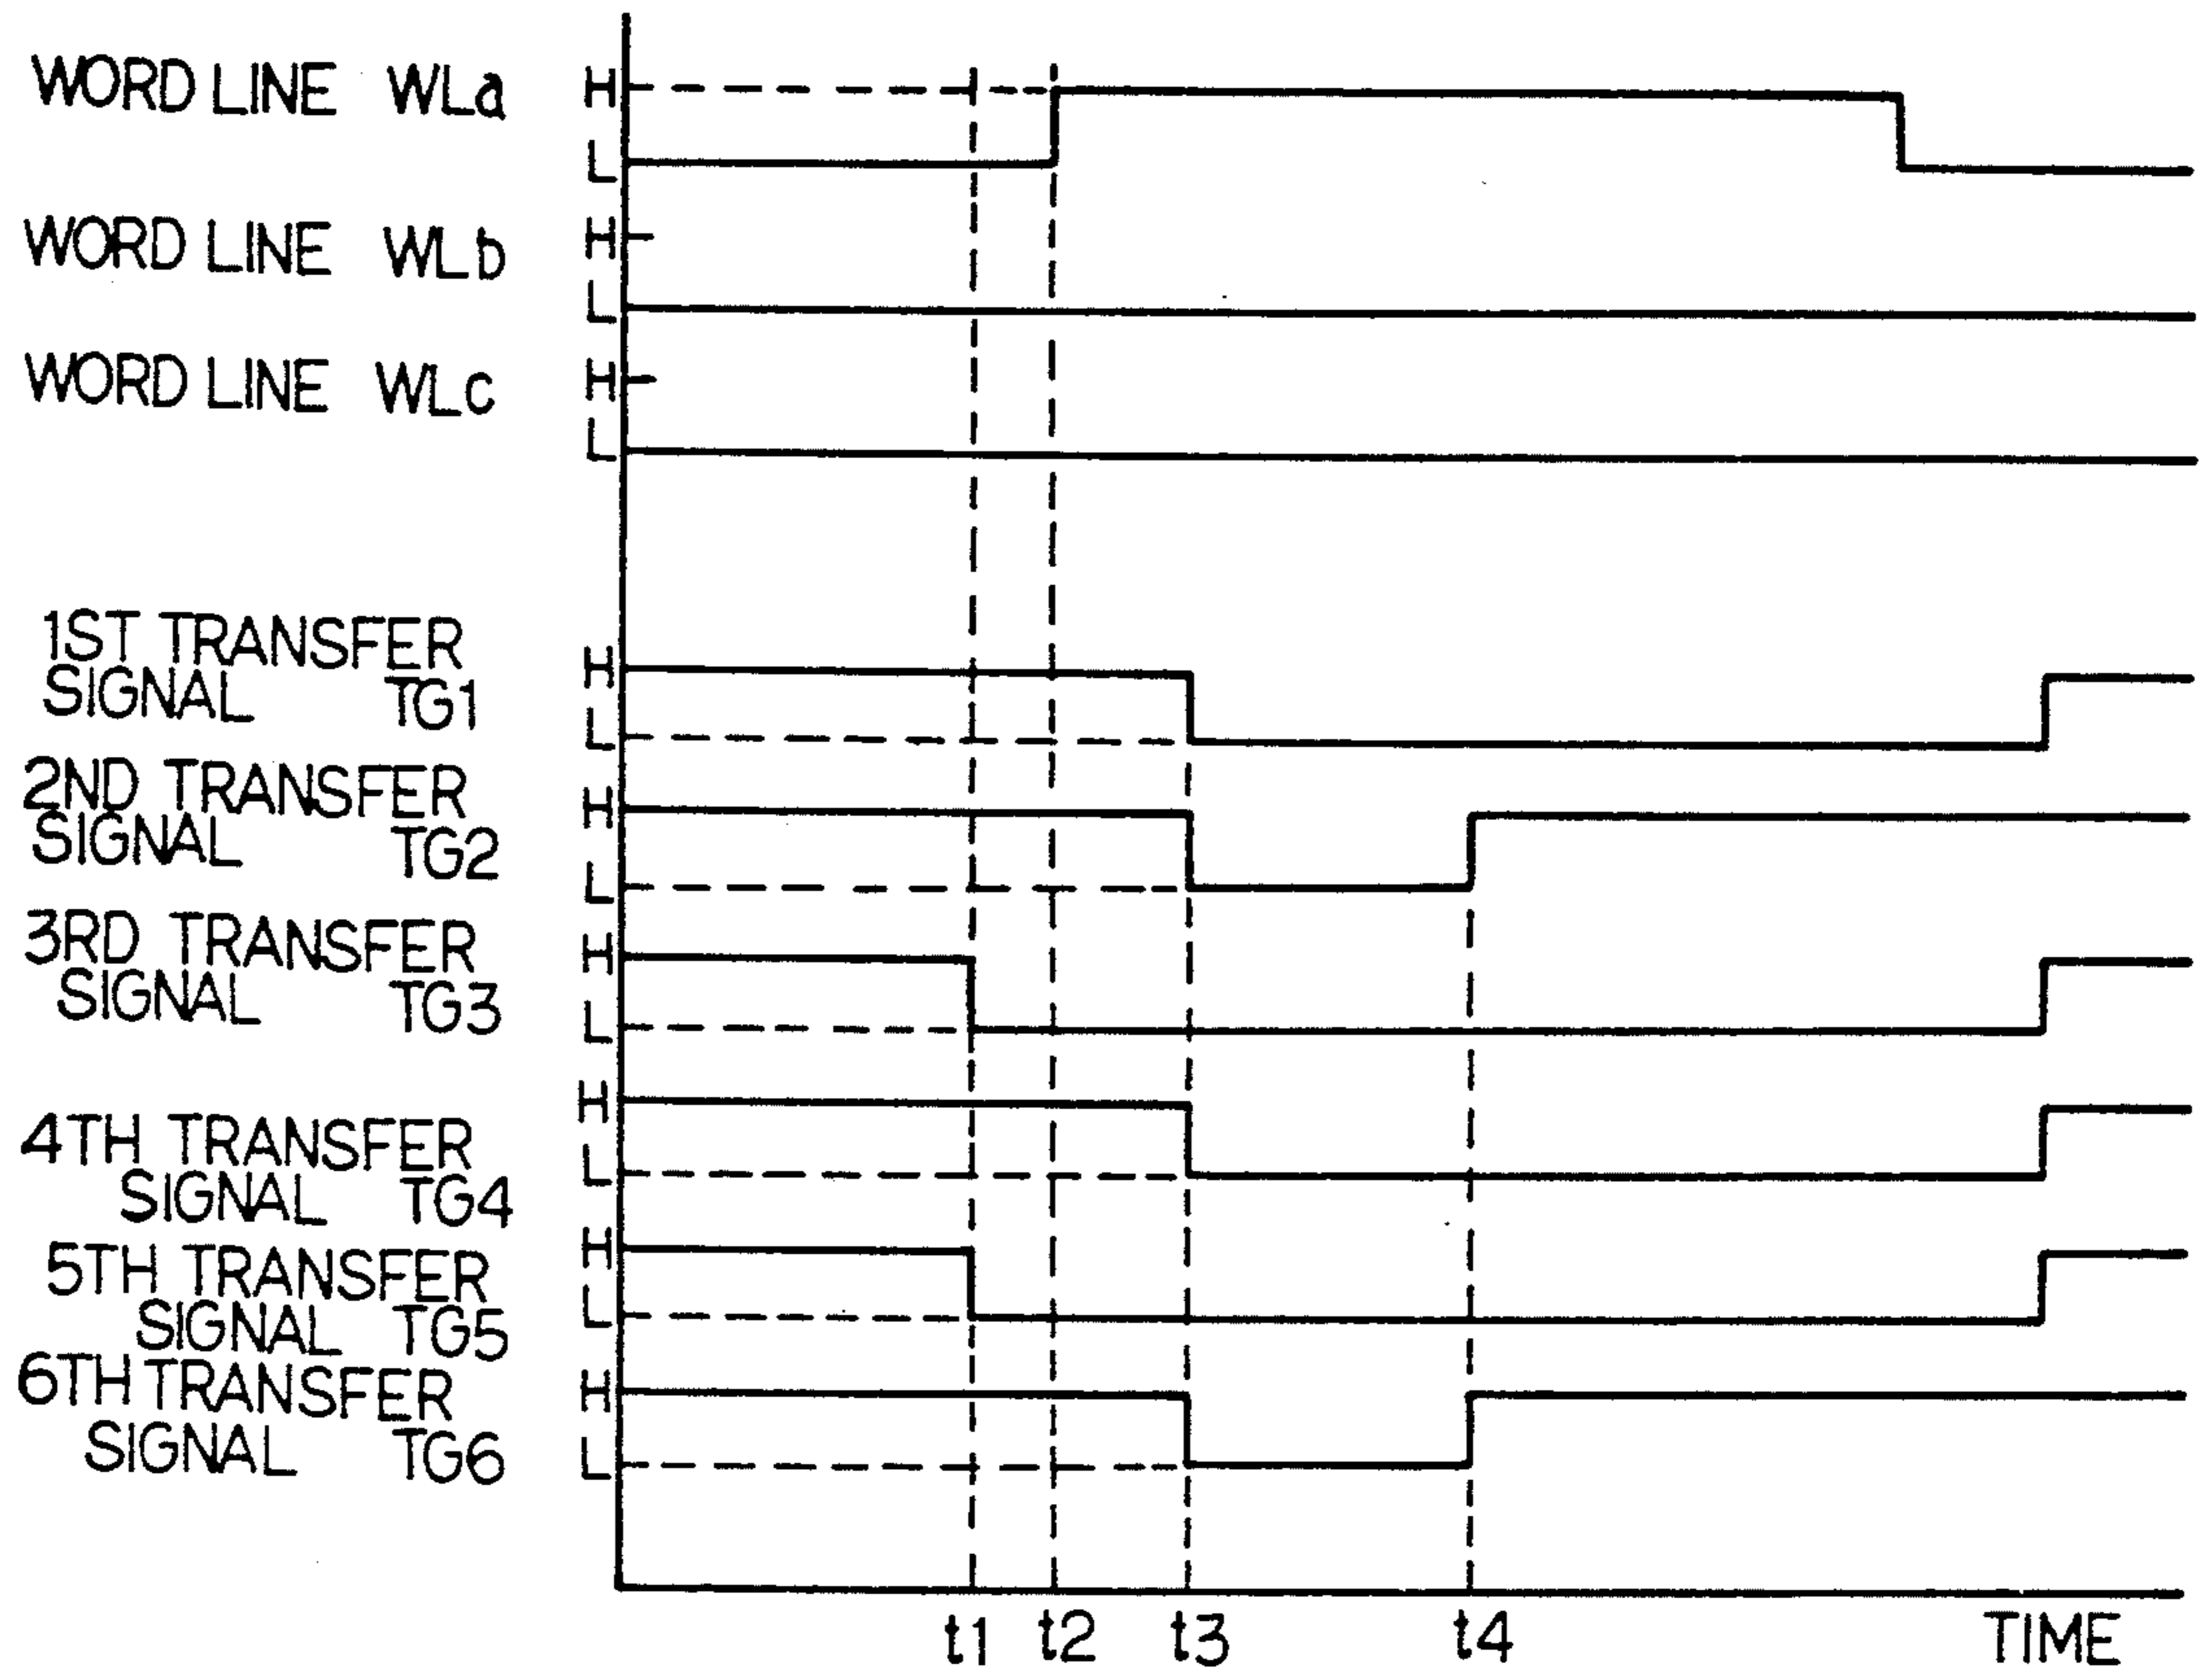 WORD LINE WLa H
L
WORD LINE WLb H
L
WORD LINE WLc H
L
1ST TRANSFER H
SIGNAL TG1 L
2ND TRANSFER H
SIGNAL TG2 L
3RD TRANSFER H
SIGNAL TG3 L
H
4TH TRANSFER L
SIGNAL TG4
5TH TRANSFER H
SIGNAL TG5 L
6TH TRANSFER H
SIGNAL TG6 L
t1 t2 t3 t4 TIME